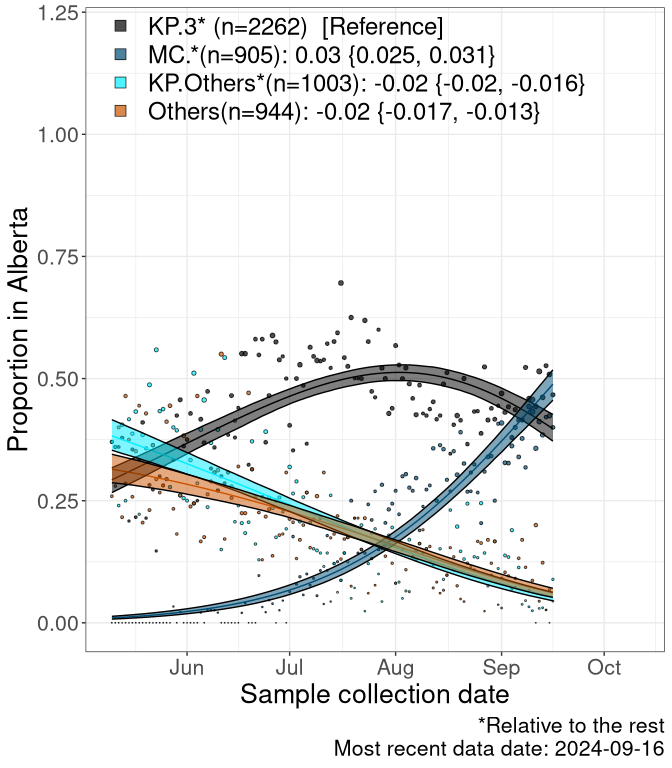 KP.3* (n=2262)  [Reference]
MC.*(n=905): 0.03 {0.025, 0.031}
KP.Others*(n=1003): -0.02 {-0.02, -0.016}
Others(n=944): -0.02 {-0.017, -0.013}
Proportion in Alberta
1.25
1.00
0.75
0.50
0.25
0.00
Jun Jul Aug Sep Oct
Sample collection date
*Relative to the rest
Most recent data date: 2024-09-16